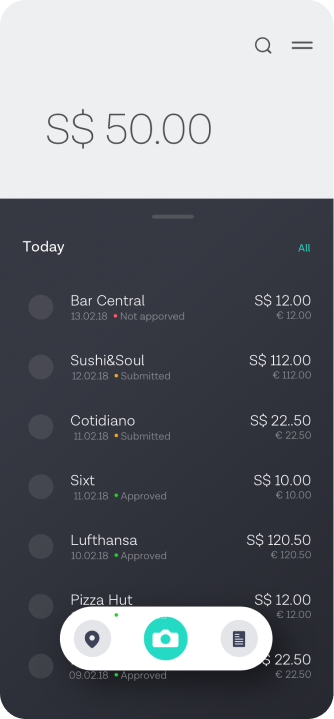 S$ 50.00
Today All
Bar Central S$ 12.00
13.02.18 Not apporved € 12.00
Sushi&Soul S$ 112.00
12.02.18 Submitted € 112.00
Cotidiano S$ 22..50
11.02.18 Submitted € 22.50
Sixt S$ 10.00
11.02.18 Approved € 10.00
Lufthansa S$ 120.50
10.02.18 Approved € 120.50
Pizza Hut S$ 12.00
€ 12.00
22.50
09.02.18 Approved € 22.50